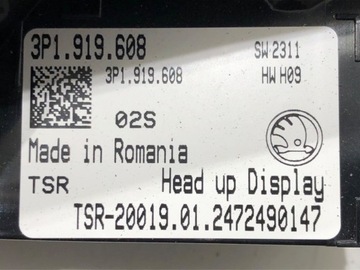 3P1.919.608 SW 2311
3P1.919.608 HW H09
02S
Made in Romania
TSR Head up Display
TSR-20019.01.2472490147